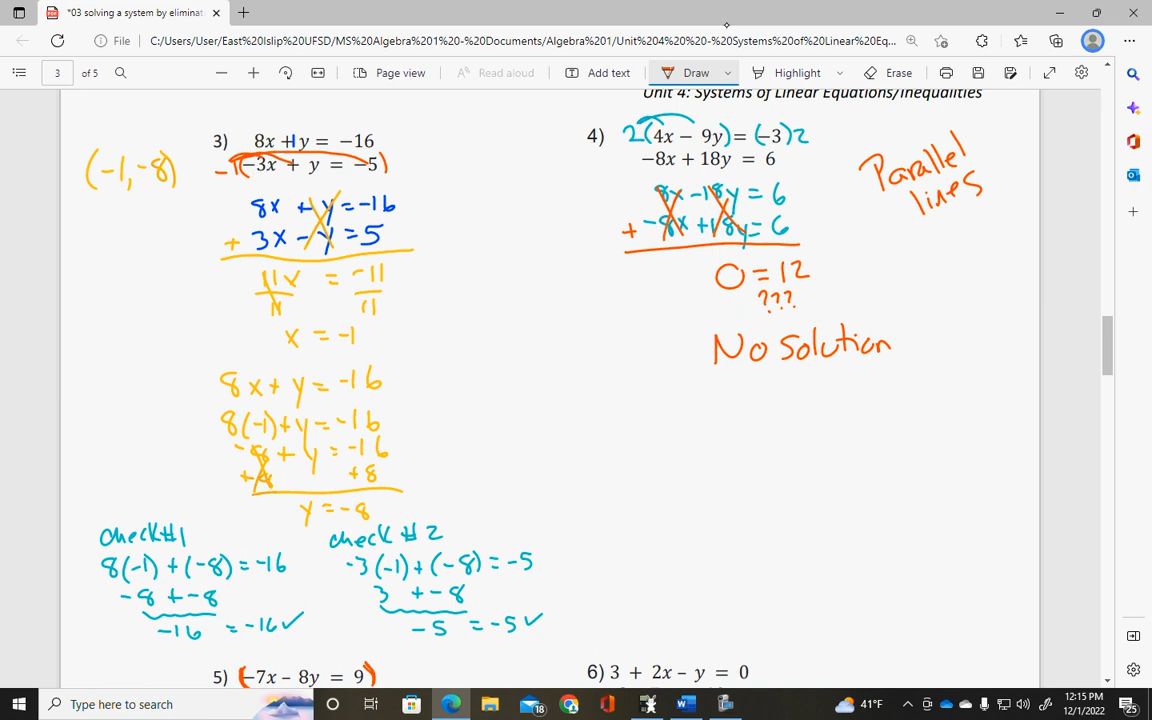 *03 solving a system by eliminat
File
C:/Users/User/East%20Islip%20UFSD/MS%20Algebra%201%20-%20Documents/Algebra%201/Unit%204%20%20-%20Systems%20of%20Linear%20Eq...
3 of 5
Page view
Read aloud
Add text
Draw
Highlight
Erase
Unit 4: Systems of Linear Equations/Inequalities
3) 8x +1y = −16
-1(−3x + y = −5)
(-1,-8)
8x + y = -16
+ 3x - y = 5
11x = -11
11 11
x = -1
8x + y = -16
8(-1) + y = -16
-8 + y = -16
+8 +8
y = -8
check #1
8(-1) + (-8) = -16
-8 + -8
-16 = -16 ✓
check #2
-3(-1) + (-8) = -5
3 + -8
-5 = -5 ✓
4) 2(4x − 9y) = (−3)2
−8x + 18y = 6
8x - 18y = 6
+ -8x + 18y = 6
0 = 12
???
No solution
Parallel
lines
5) (−7x − 8y = 9)
6) 3 + 2x − y = 0
Type here to search
18
41°F
12:15 PM
12/1/2022
25